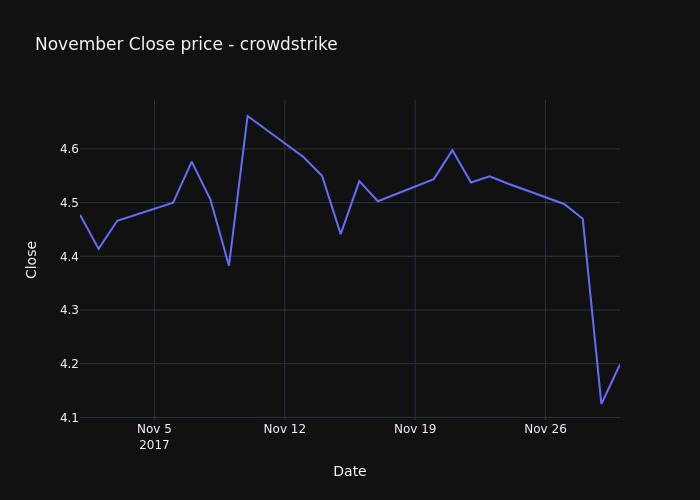 November Close price - crowdstrike
Close
4.6
4.5
4.4
4.3
4.2
4.1
Nov 5
2017
Nov 12
Nov 19
Nov 26
Date